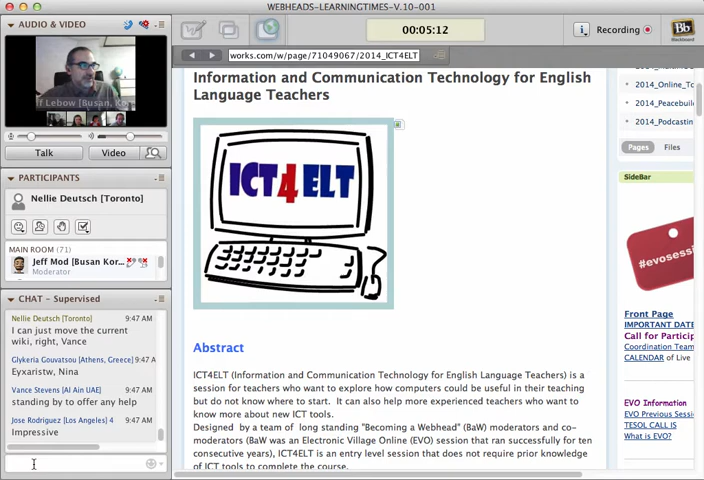 WEBHEADS-LEARNINGTIMES-V.10-001
AUDIO & VIDEO
f Lebow [Busan, Ko
Talk
Video
PARTICIPANTS
Nellie Deutsch [Toronto]
MAIN ROOM (71)
Jeff Mod [Busan Kor...
Moderator
CHAT - Supervised
Nellie Deutsch [Toronto]
9:47 AM
I can just move the current
wiki, right, Vance
Glykeria Gouvatsou [Athens, Greece]
9:47 A
Eyxaristw, Nina
Vance Stevens [Al Ain UAE]
9:47 AM
standing by to offer any help
Jose Rodriguez [Los Angeles] 4
9:47 AM
Impressive
00:05:12
i
Recording
Bb
Blackboard
works.com/w/page/71049067/2014_ICT4ELT
Information and Communication Technology for English
Language Teachers
ICT4ELT
Abstract
ICT4ELT (Information and Communication Technology for English Language Teachers) is a
session for teachers who want to explore how computers could be useful in their teaching
but do not know where to start. It can also help more experienced teachers who want to
know more about new ICT tools.
Designed by a team of long standing "Becoming a Webhead" (BaW) moderators and co-
moderators (BaW was an Electronic Village Online (EVO) session that ran successfully for ten
consecutive years), ICT4ELT is an entry level session that does not require prior knowledge
of ICT tools to complete the course.
2014_Online_To
2014_Peacebuil
2014_Podcastin
Pages
Files
SideBar
#evosessi
Front Page
IMPORTANT DATE
Call for Particip
Coordination Team
CALENDAR of Live
EVO Information
EVO Previous Sessi
TESOL CALL IS
What is EVO?